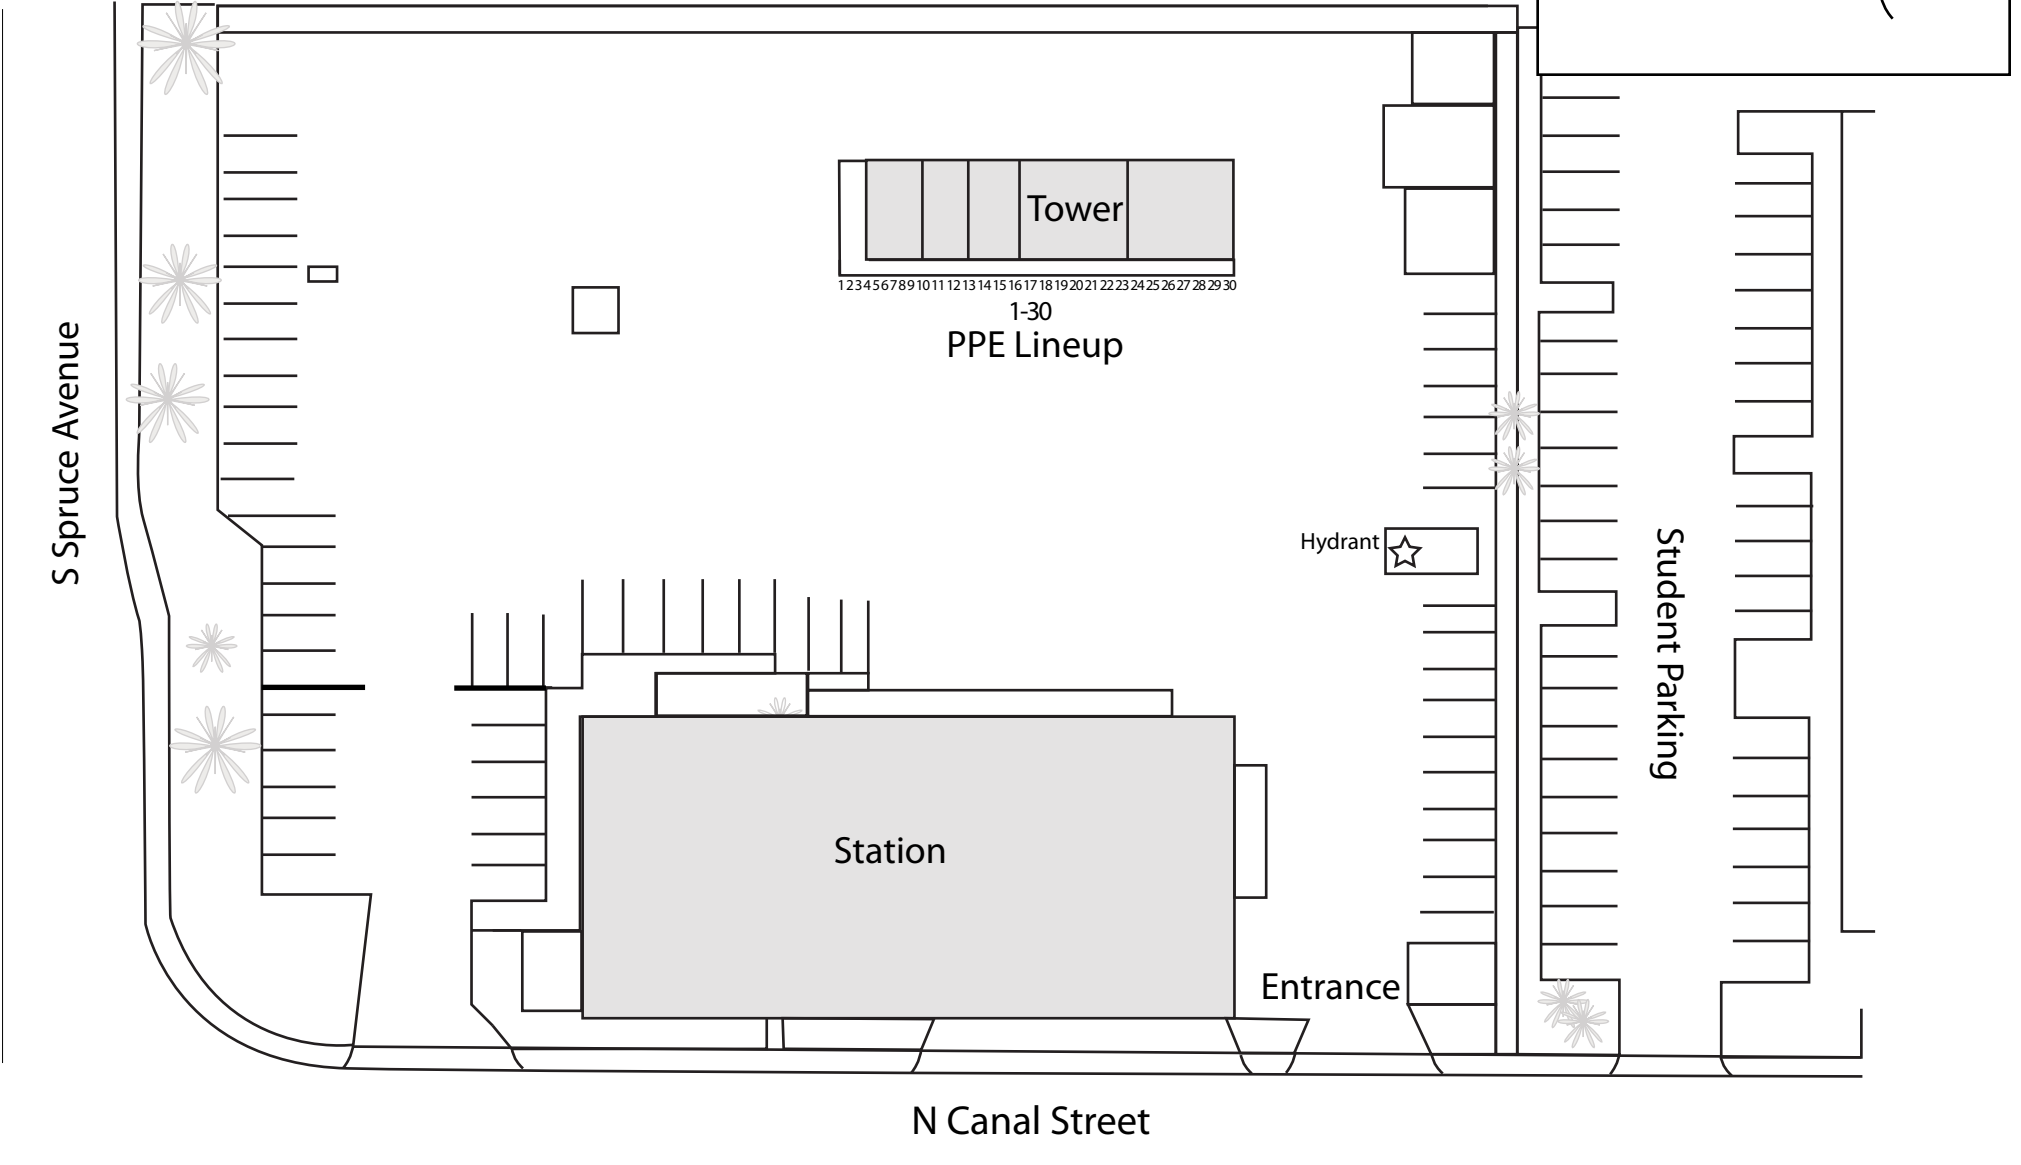 Tower
1 2 3 4 5 6 7 8 9 10 11 12 13 14 15 16 17 18 19 20 21 22 23 24 25 26 27 28 29 30
1-30
PPE Lineup
S Spruce Avenue
Hydrant
Student Parking
Station
Entrance
N Canal Street